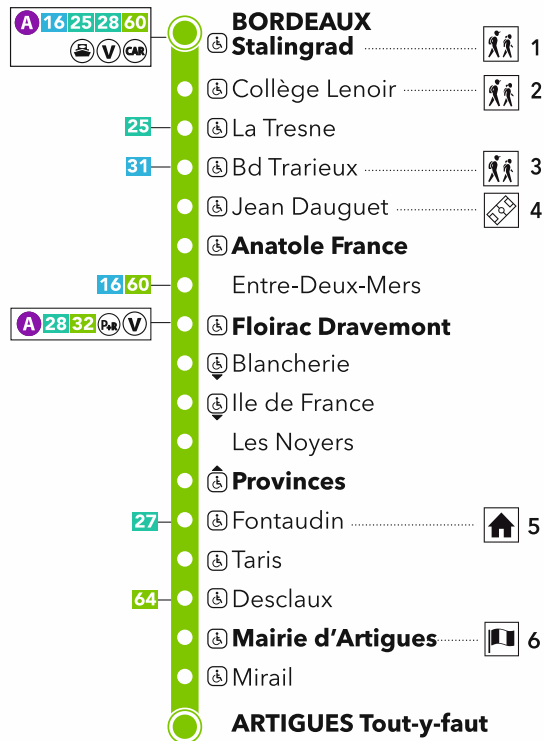 BORDEAUX
A 16 25 28 60 Stalingrad 1
V CAR
Collège Lenoir 2
25 La Tresne
31 Bd Trarieux 3
Jean Dauguet 4
Anatole France
16 60 Entre-Deux-Mers
A 28 32 P+R V Floirac Dravemont
Blancherie
Ile de France
Les Noyers
Provinces
27 Fontaudin 5
Taris
64 Desclaux
Mairie d'Artigues 6
Mirail
ARTIGUES Tout-y-faut